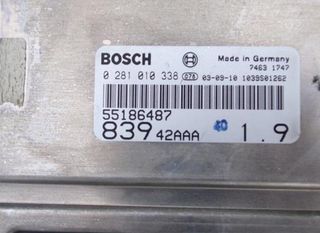 BOSCH Made in Germany
7463 1747
0 281 010 338 078 03-09-10 1039S01262
55186487
839 42AAA 1.9